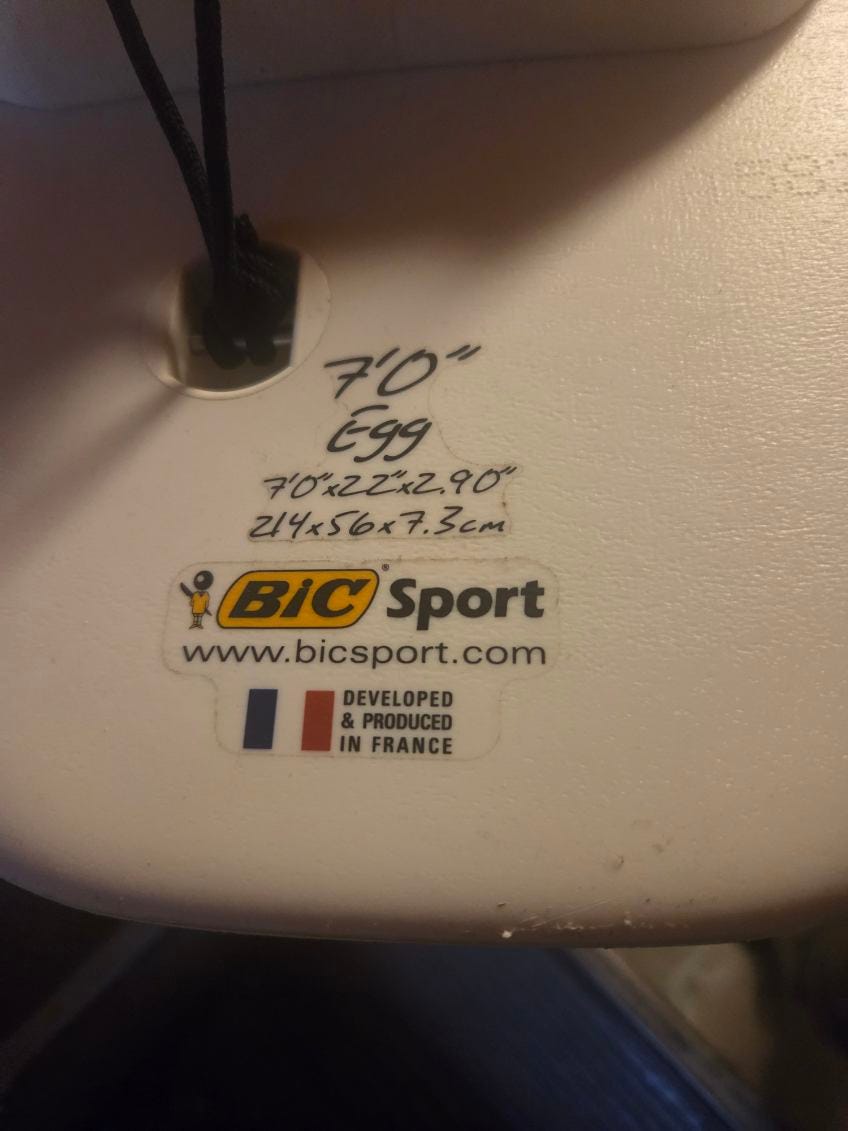 7'0"
Egg
7'0"x22"x2.90"
214x56x7.3cm
BiC® Sport
www.bicsport.com
DEVELOPED
& PRODUCED
IN FRANCE